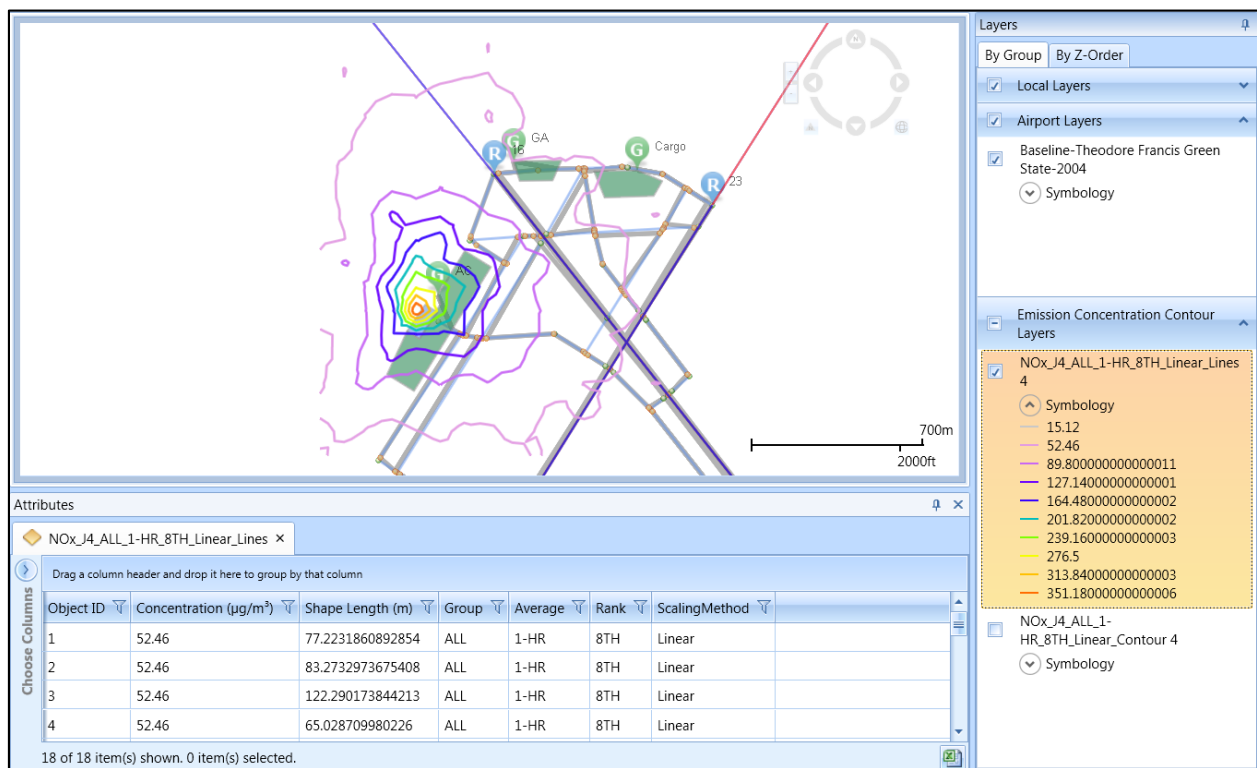 GA
G
R
16
G
Cargo
R
23
G
AC
700m
2000ft
Layers
By Group
By Z-Order
Local Layers
Airport Layers
Baseline-Theodore Francis Green
State-2004
Symbology
Emission Concentration Contour
Layers
NOx_J4_ALL_1-HR_8TH_Linear_Lines
4
Symbology
15.12
52.46
89.800000000000011
127.14000000000001
164.48000000000002
201.82000000000002
239.16000000000003
276.5
313.84000000000003
351.18000000000006
NOx_J4_ALL_1-
HR_8TH_Linear_Contour 4
Symbology
Attributes
NOx_J4_ALL_1-HR_8TH_Linear_Lines ×
Choose Columns
Drag a column header and drop it here to group by that column
Object ID Concentration (µg/m³) Shape Length (m) Group Average Rank ScalingMethod
1 52.46 77.2231860892854 ALL 1-HR 8TH Linear
2 52.46 83.2732973675408 ALL 1-HR 8TH Linear
3 52.46 122.290173844213 ALL 1-HR 8TH Linear
4 52.46 65.028709980226 ALL 1-HR 8TH Linear
18 of 18 item(s) shown. 0 item(s) selected.